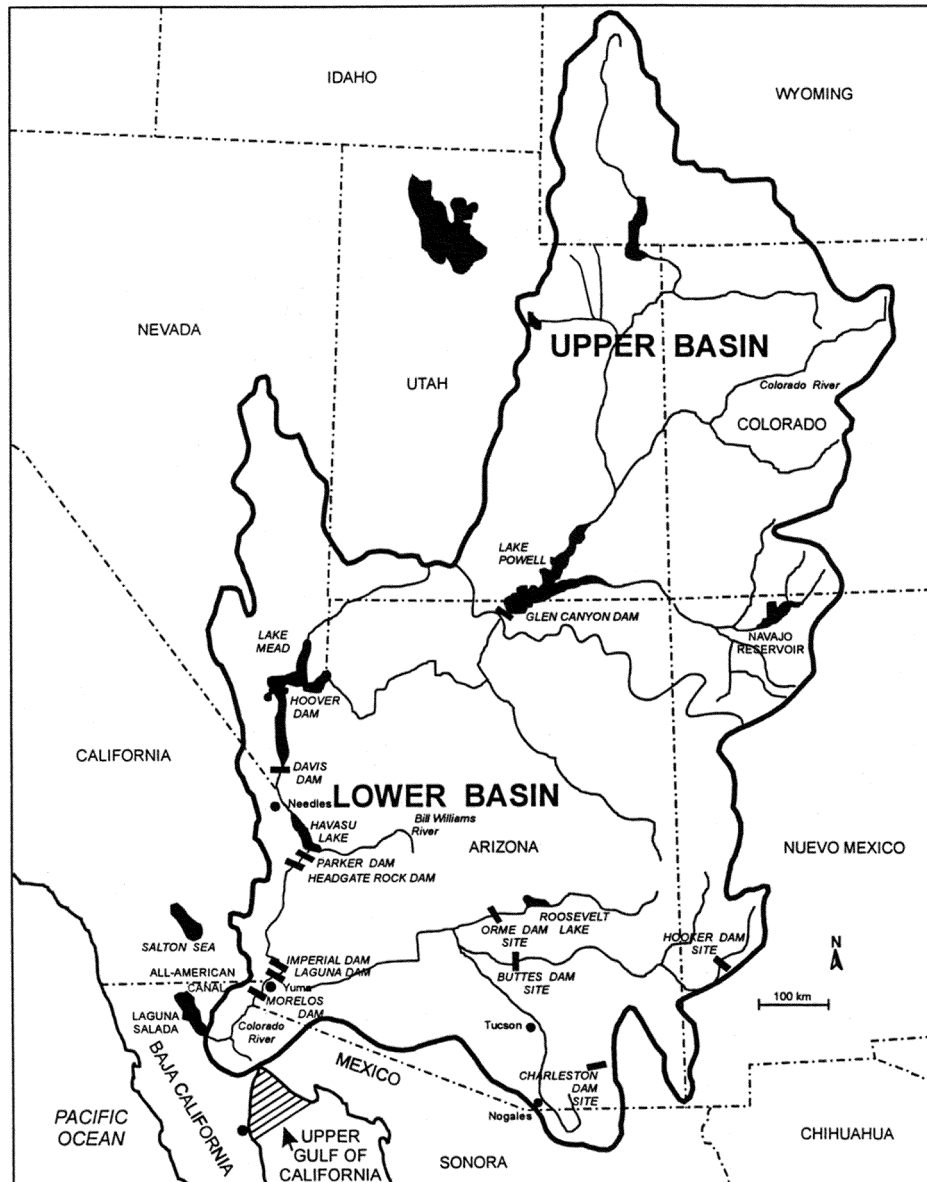 IDAHO
WYOMING
NEVADA
UTAH
UPPER BASIN
Colorado River
COLORADO
LAKE
POWELL
GLEN CANYON DAM
NAVAJO
RESERVOIR
LAKE
MEAD
HOOVER
DAM
CALIFORNIA
DAVIS
DAM
Needles
LOWER BASIN
HAVASU
LAKE
Bill Williams
River
ARIZONA
NUEVO MEXICO
PARKER DAM
HEADGATE ROCK DAM
SALTON SEA
ORME DAM
SITE
ROOSEVELT
LAKE
HOOKER DAM
SITE
N
IMPERIAL DAM
LAGUNA DAM
ALL-AMERICAN
CANAL
Yuma
MORELOS
DAM
BUTTES DAM
SITE
100 km
LAGUNA
SALADA
Colorado
River
Tucson
MEXICO
CHARLESTON
DAM
SITE
Nogales
BAJA CALIFORNIA
PACIFIC
OCEAN
UPPER
GULF OF
CALIFORNIA
SONORA
CHIHUAHUA